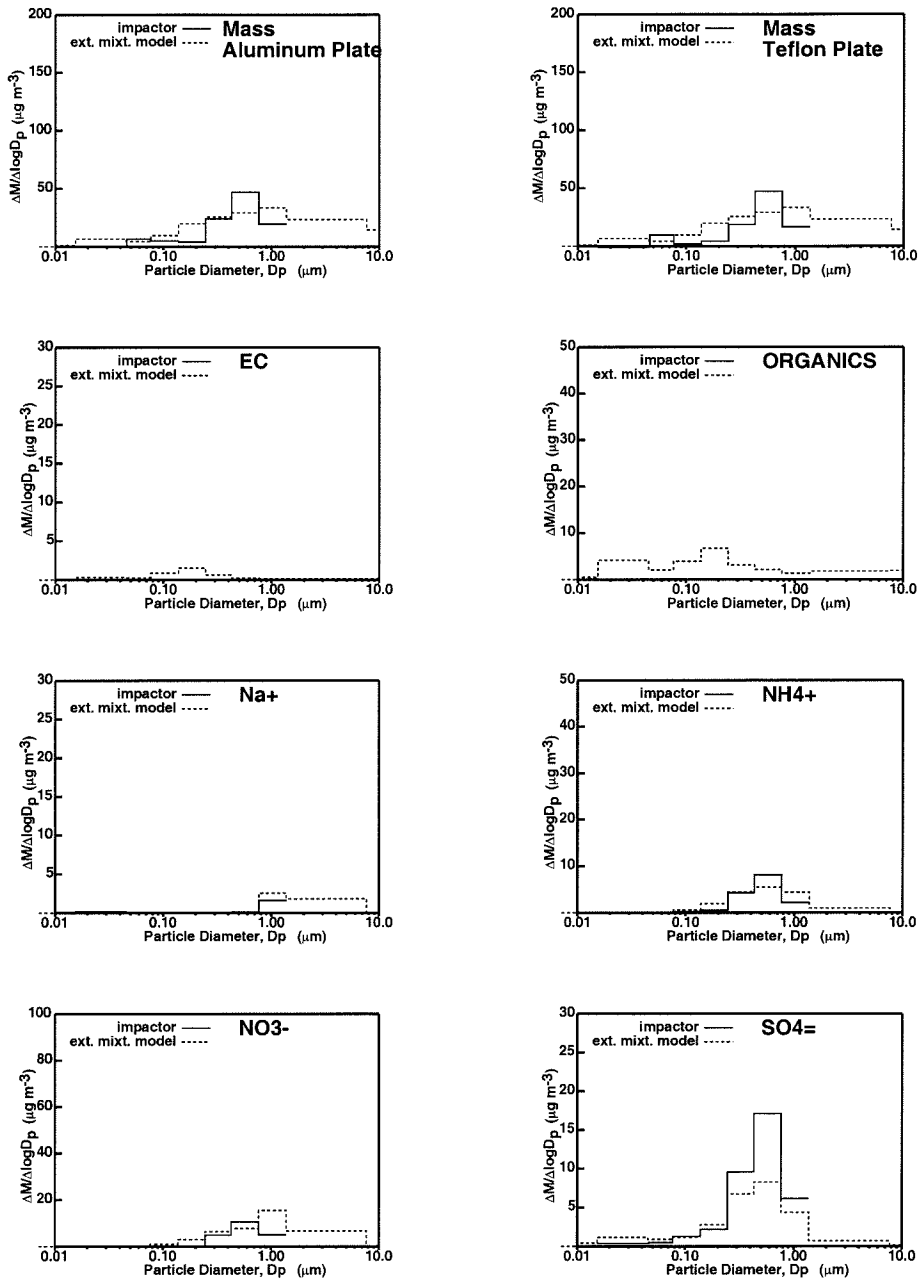 impactor
ext. mixt. model
Mass
Aluminum Plate
200
150
100
50
ΔM/ΔlogDp (μg m-3)
0.01 0.10 1.00 10.0
Particle Diameter, Dp (μm)
impactor
ext. mixt. model
Mass
Teflon Plate
200
150
100
50
ΔM/ΔlogDp (μg m-3)
0.01 0.10 1.00 10.0
Particle Diameter, Dp (μm)
impactor
ext. mixt. model
EC
30
25
20
15
10
5
ΔM/ΔlogDp (μg m-3)
0.01 0.10 1.00 10.0
Particle Diameter, Dp (μm)
impactor
ext. mixt. model
ORGANICS
50
40
30
20
10
ΔM/ΔlogDp (μg m-3)
0.01 0.10 1.00 10.0
Particle Diameter, Dp (μm)
impactor
ext. mixt. model
Na+
30
25
20
15
10
5
ΔM/ΔlogDp (μg m-3)
0.01 0.10 1.00 10.0
Particle Diameter, Dp (μm)
impactor
ext. mixt. model
NH4+
50
40
30
20
10
ΔM/ΔlogDp (μg m-3)
0.01 0.10 1.00 10.0
Particle Diameter, Dp (μm)
impactor
ext. mixt. model
NO3-
100
80
60
40
20
ΔM/ΔlogDp (μg m-3)
0.01 0.10 1.00 10.0
Particle Diameter, Dp (μm)
impactor
ext. mixt. model
SO4=
30
25
20
15
10
5
ΔM/ΔlogDp (μg m-3)
0.01 0.10 1.00 10.0
Particle Diameter, Dp (μm)